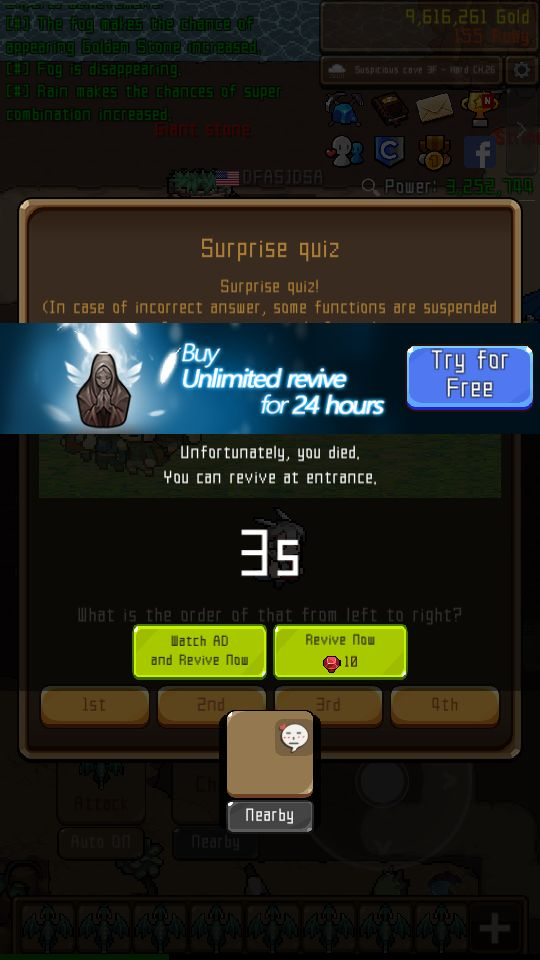 [#] The fog makes the chance of
appearing Golden Stone increased.
[#] Fog is disappearing.
[#] Rain makes the chances of super
combination increased.
9,616,261 Gold
155 Ruby
Suspicious cave 3F - Hard CH.26
Giant stone
DFASJDSA
Power: 3,252,744
Surprise quiz
Surprise quiz!
(In case of incorrect answer, some functions are suspended
Buy
Unlimited revive
for 24 hours
Try for
Free
Unfortunately, you died.
You can revive at entrance.
3s
What is the order of that from left to right?
Watch AD
and Revive Now
Revive Now
10
1st
2nd
3rd
4th
Nearby
Attack
Ch
Auto ON
Nearby